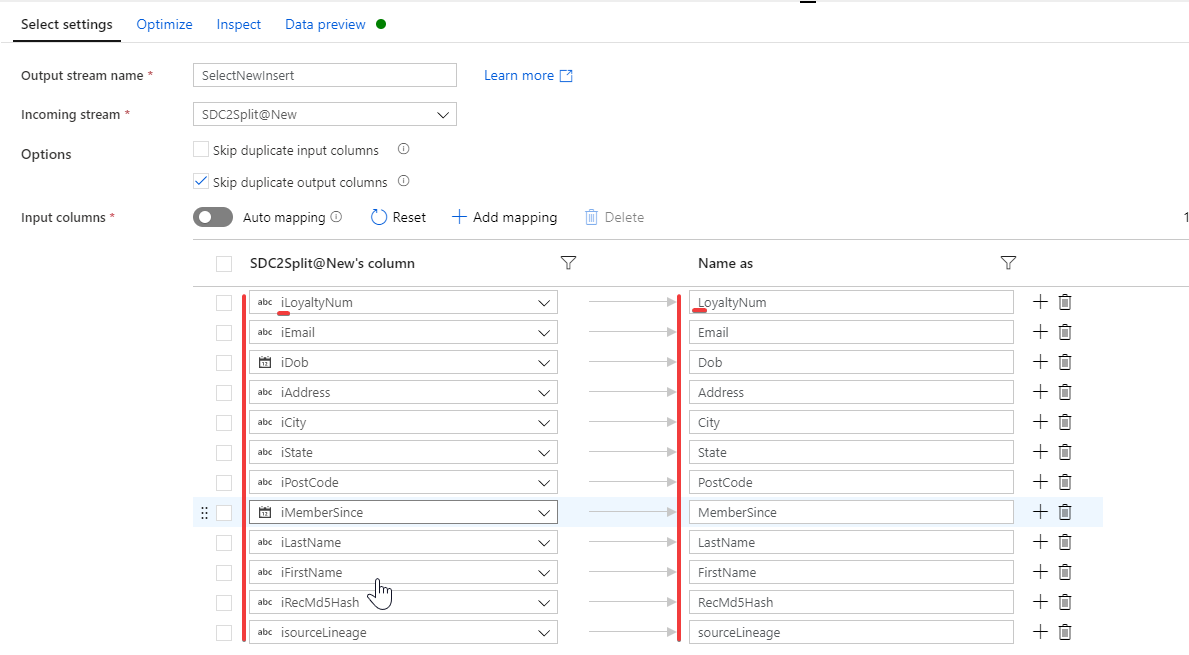 Select settings Optimize Inspect Data preview
Output stream name * SelectNewInsert Learn more
Incoming stream * SDC2Split@New
Options Skip duplicate input columns
Skip duplicate output columns
Input columns * Auto mapping Reset Add mapping Delete 1
SDC2Split@New's column Name as
abc iLoyaltyNum LoyaltyNum
abc iEmail Email
12 iDob Dob
abc iAddress Address
abc iCity City
abc iState State
abc iPostCode PostCode
12 iMemberSince MemberSince
abc iLastName LastName
abc iFirstName FirstName
abc iRecMd5Hash RecMd5Hash
abc isourceLineage sourceLineage